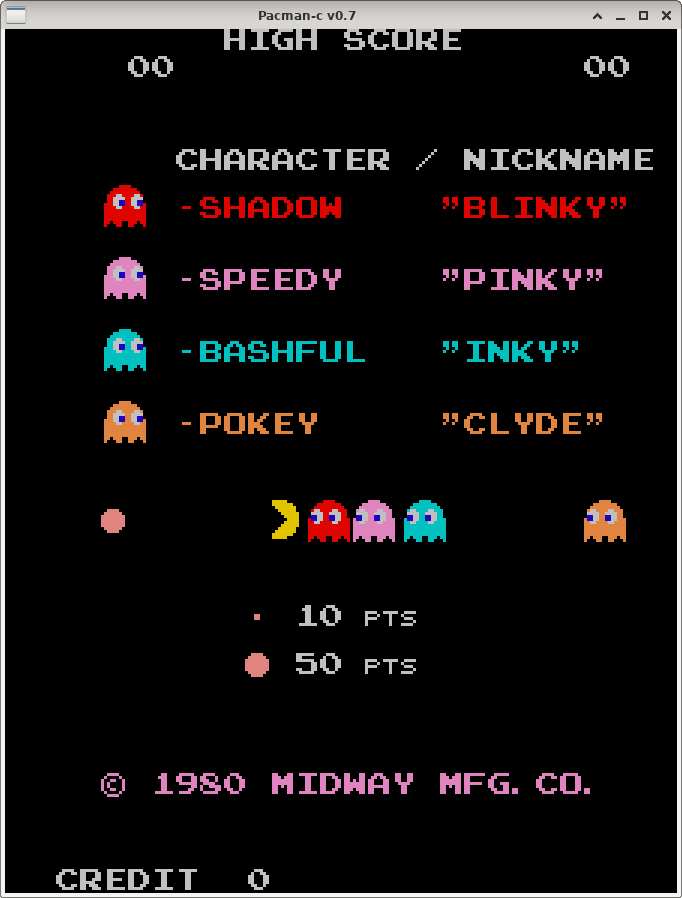 Pacman-c v0.7
HIGH SCORE
00 00
CHARACTER / NICKNAME
-SHADOW "BLINKY"
-SPEEDY "PINKY"
-BASHFUL "INKY"
-POKEY "CLYDE"
10 PTS
50 PTS
© 1980 MIDWAY MFG. CO.
CREDIT 0